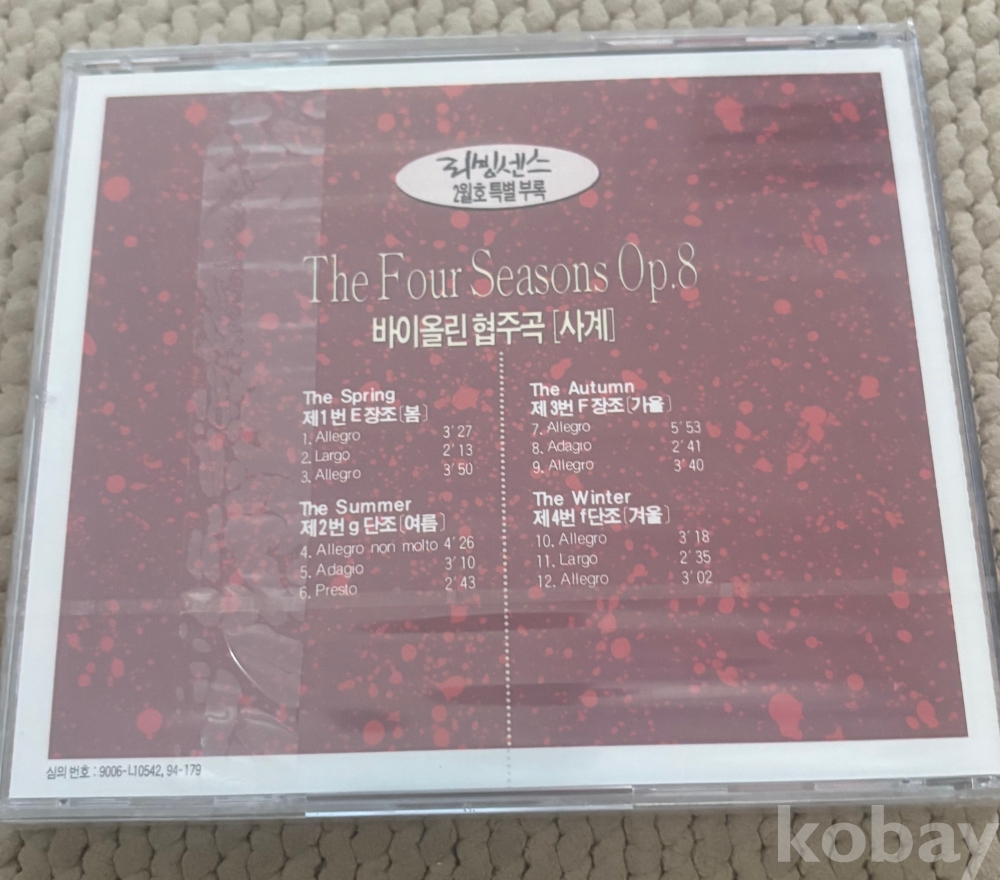 리빙센스
2월호 특별 부록
The Four Seasons Op.8
바이올린 협주곡 [사계]
The Spring
제1번 E장조[봄]
1. Allegro 3'27
2. Largo 2'13
3. Allegro 3'50
The Summer
제2번 g단조[여름]
4. Allegro non molto 4'26
5. Adagio 3'10
6. Presto 2'43
The Autumn
제3번 F장조[가을]
7. Allegro 5'53
8. Adagio 2'41
9. Allegro 3'40
The Winter
제4번 f단조[겨울]
10. Allegro 3'18
11. Largo 2'35
12. Allegro 3'02
심의 번호 : 9006-L10542, 94-179
kobay